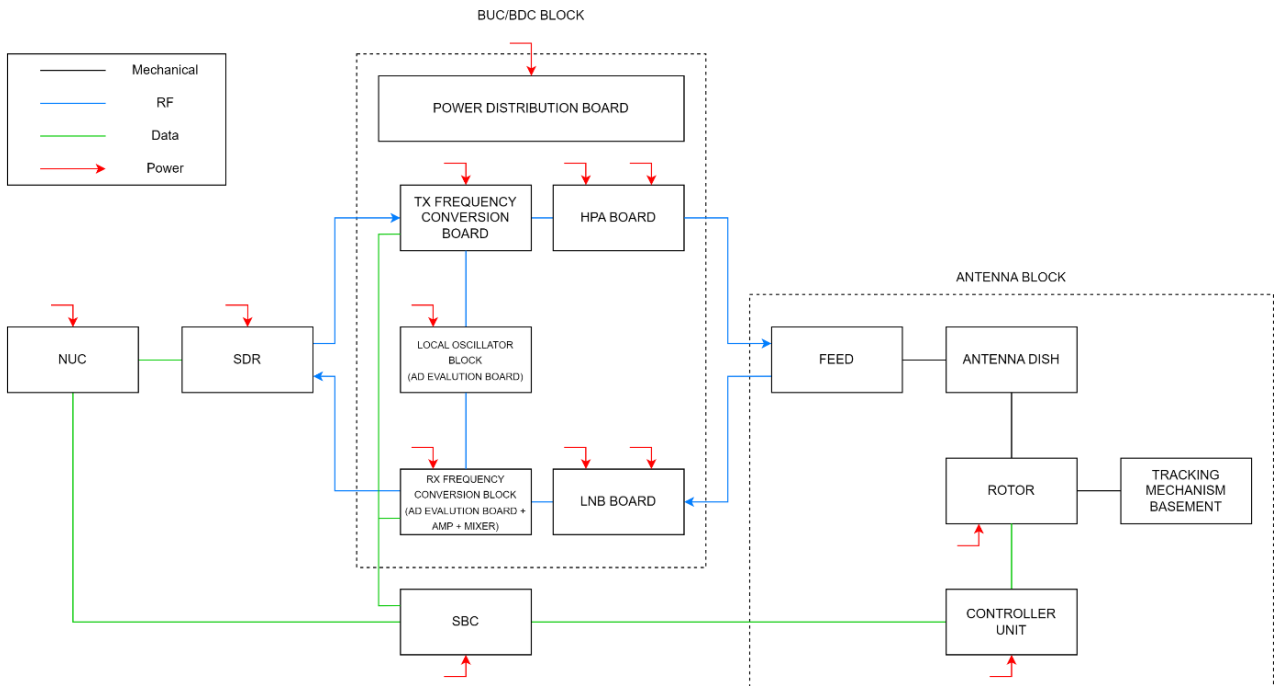 BUC/BDC BLOCK
Mechanical
RF
Data
Power
POWER DISTRIBUTION BOARD
TX FREQUENCY
CONVERSION
BOARD
HPA BOARD
ANTENNA BLOCK
NUC
SDR
LOCAL OSCILLATOR
BLOCK
(AD EVALUTION BOARD)
FEED
ANTENNA DISH
RX FREQUENCY
CONVERSION BLOCK
(AD EVALUTION BOARD +
AMP + MIXER)
LNB BOARD
ROTOR
TRACKING
MECHANISM
BASEMENT
SBC
CONTROLLER
UNIT